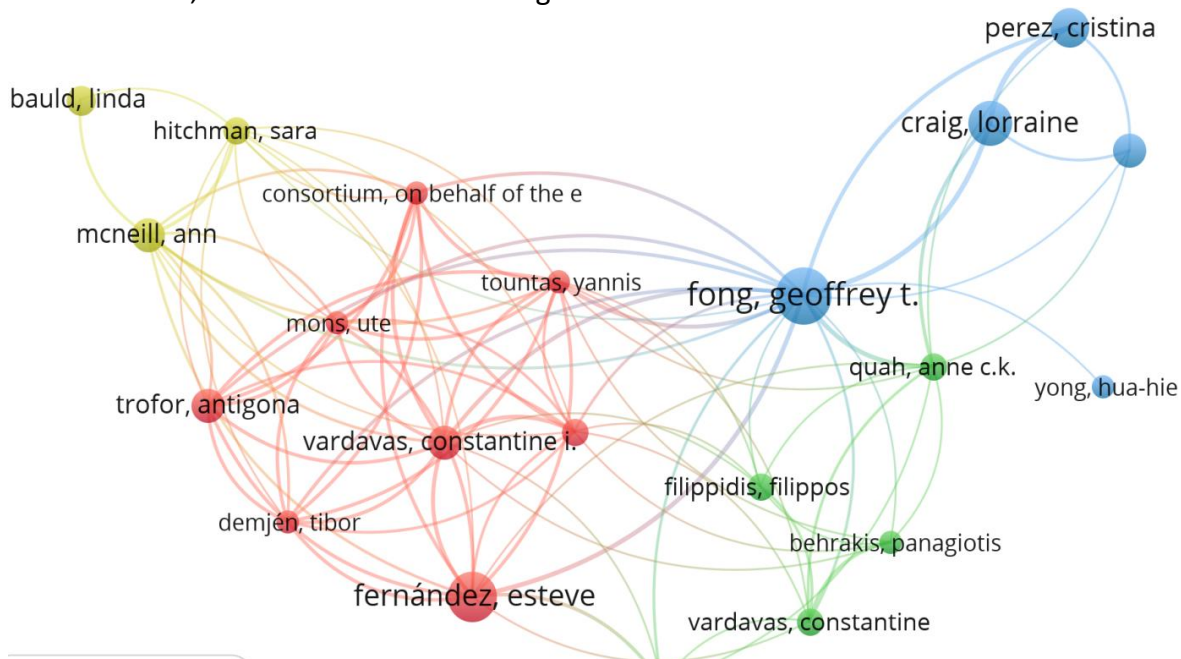 perez, cristina
bauld, linda
craig, lorraine
hitchman, sara
consortium, on behalf of the e
mcneill, ann
tountas, yannis
fong, geoffrey t.
mons, ute
quah, anne c.k.
yong, hua-hie
trofor, antigona
vardavas, constantine i.
filippidis, filippos
demjén, tibor
behrakis, panagiotis
fernández, esteve
vardavas, constantine